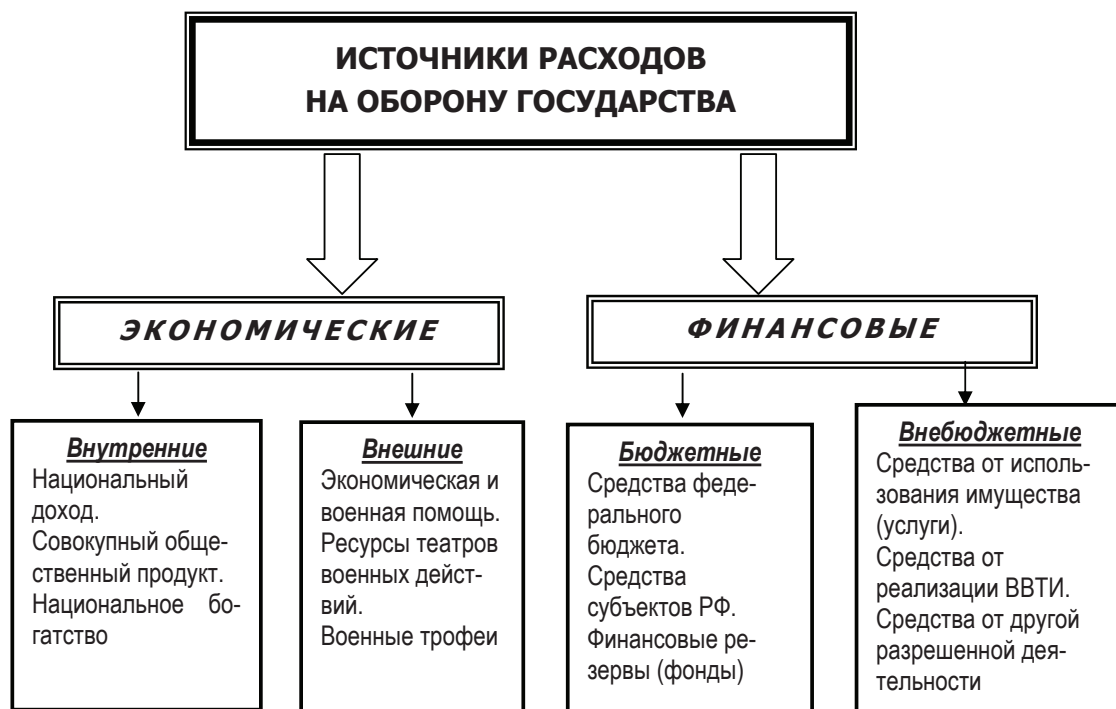 ИСТОЧНИКИ РАСХОДОВ
НА ОБОРОНУ ГОСУДАРСТВА
ЭКОНОМИЧЕСКИЕ
ФИНАНСОВЫЕ
Внутренние
Национальный
доход.
Совокупный обще-
ственный продукт.
Национальное бо-
гатство
Внешние
Экономическая и
военная помощь.
Ресурсы театров
военных дейст-
вий.
Военные трофеи
Бюджетные
Средства феде-
рального
бюджета.
Средства
субъектов РФ.
Финансовые ре-
зервы (фонды)
Внебюджетные
Средства от исполь-
зования имущества
(услуги).
Средства от
реализации ВВТИ.
Средства от другой
разрешенной дея-
тельности